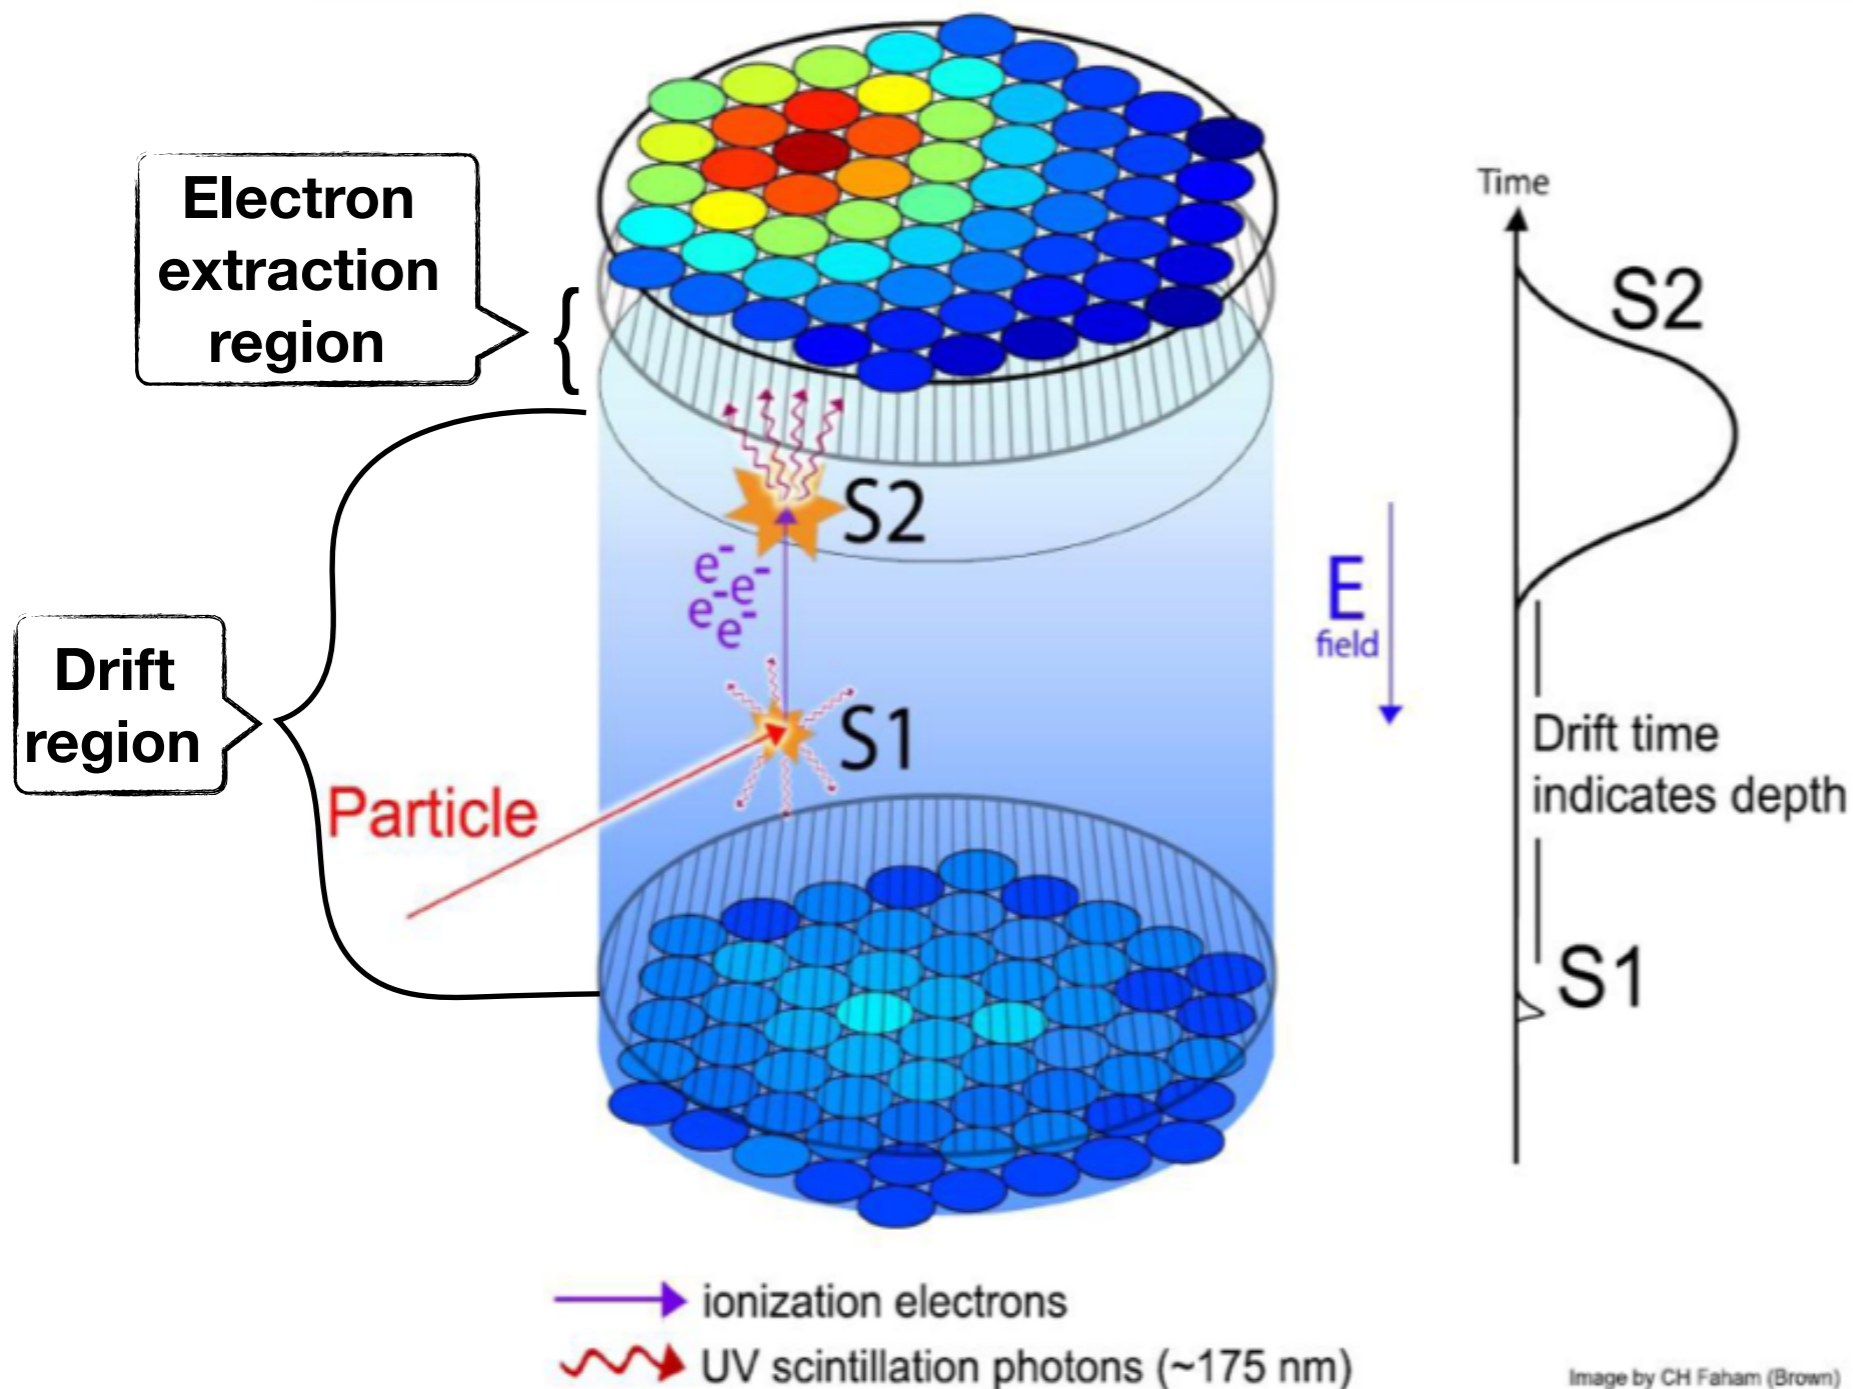 Electron
extraction
region
{
Time
S2
S2
e-
e-
e-
e-
E
field
Drift
region
S1
Drift time
indicates depth
Particle
S1
ionization electrons
UV scintillation photons (~175 nm)
Image by CH Faham (Brown)